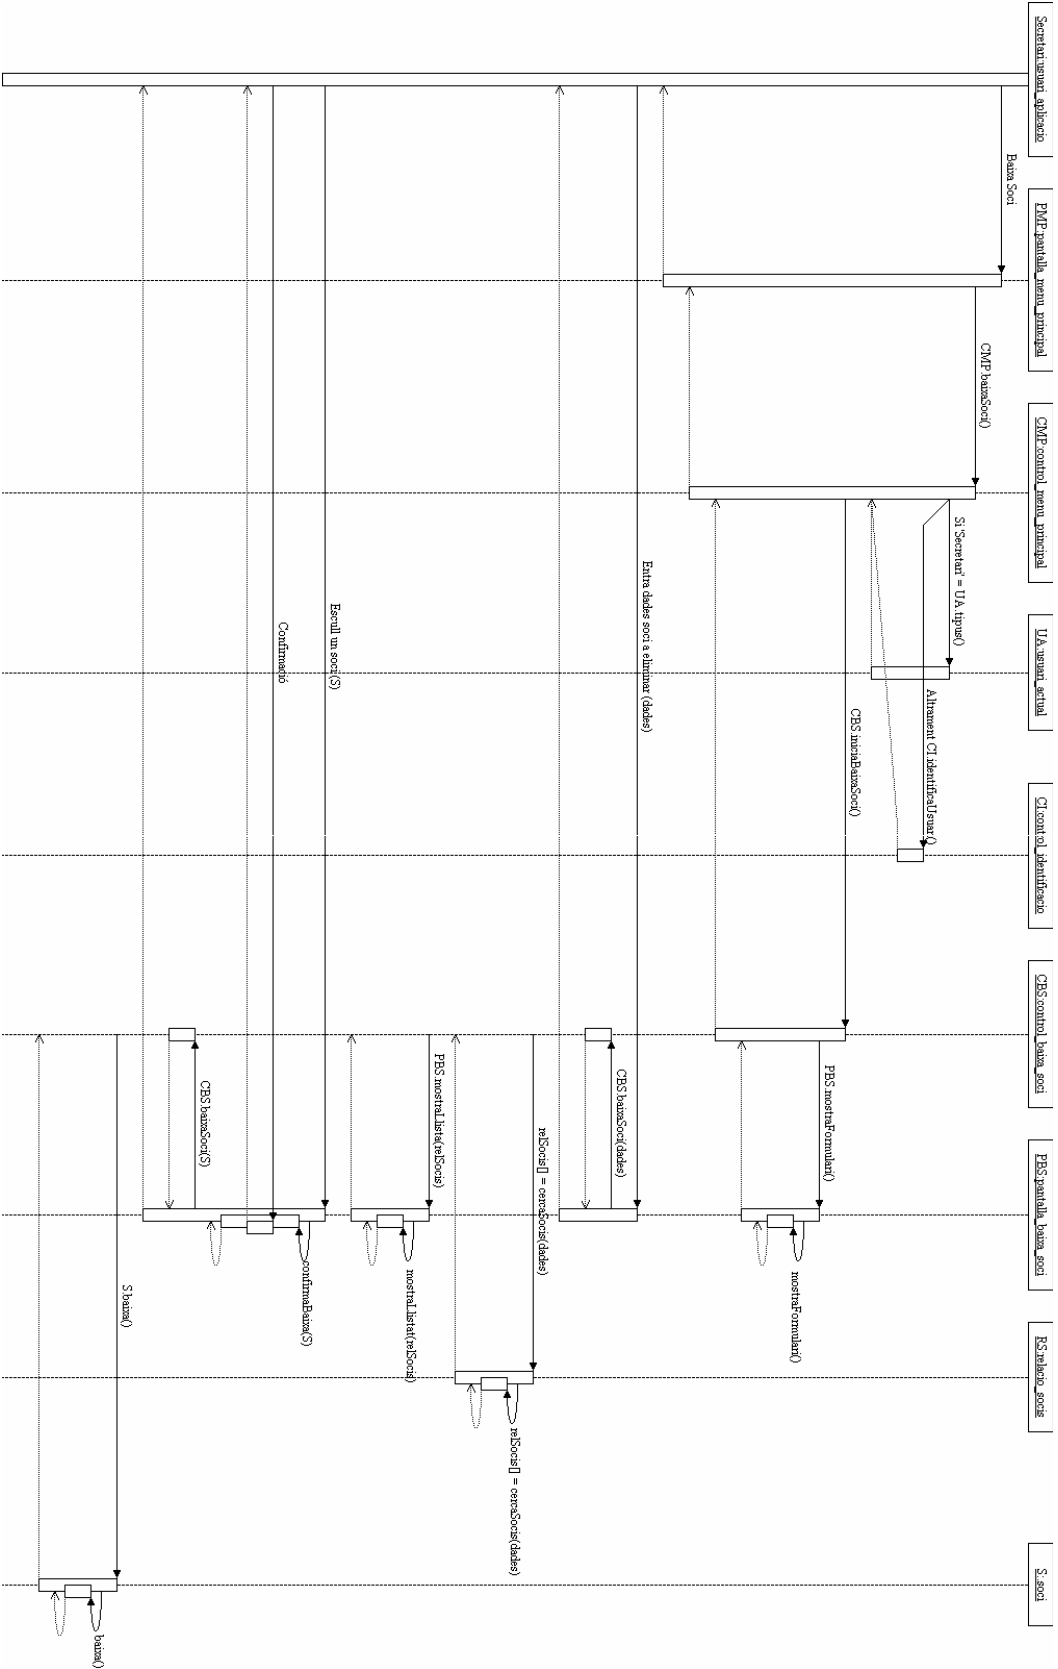 Secretari:usuari_aplicacio
PMP:pantalla_menu_principal
CMP:control_menu_principal
UA:usuari_actual
CI:control_identificacio
CBS:control_baixa_soci
PBS:pantalla_baixa_soci
RS:relacio_socis
S:soci
Baixa Soci
CMP.baixaSoci()
Si 'Secretari' = UA.tipus()
Altrament CI.identificaUsuar()
CBS.iniciaBaixaSoci()
PBS.mostraFormulari()
mostraFormulari()
Entra dades soci a eliminar (dades)
CBS.baixaSoci(dades)
relSocis[] = cercaSocis(dades)
relSocis[] = cercaSocis(dades)
PBS.mostraLlista(relSocis)
mostraLlistat(relSocis)
Escull un soci (S)
confirmaBaixa(S)
Confirmació
CBS.baixaSoci(S)
S.baixa()
baixa()